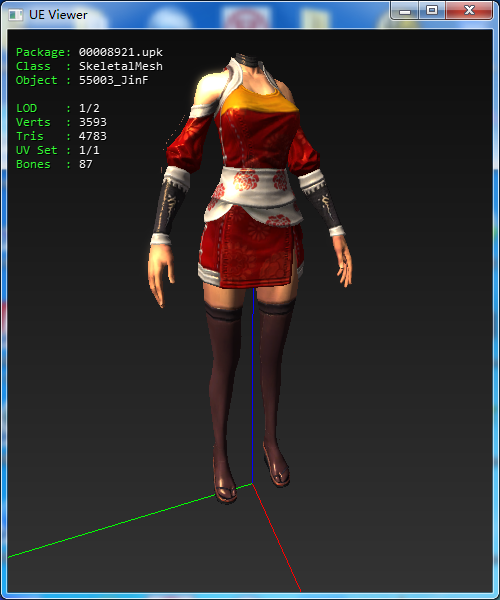 UE Viewer
Package: 00008921.upk
Class : SkeletalMesh
Object : 55003_JinF
LOD : 1/2
Verts : 3593
Tris : 4783
UV Set : 1/1
Bones : 87